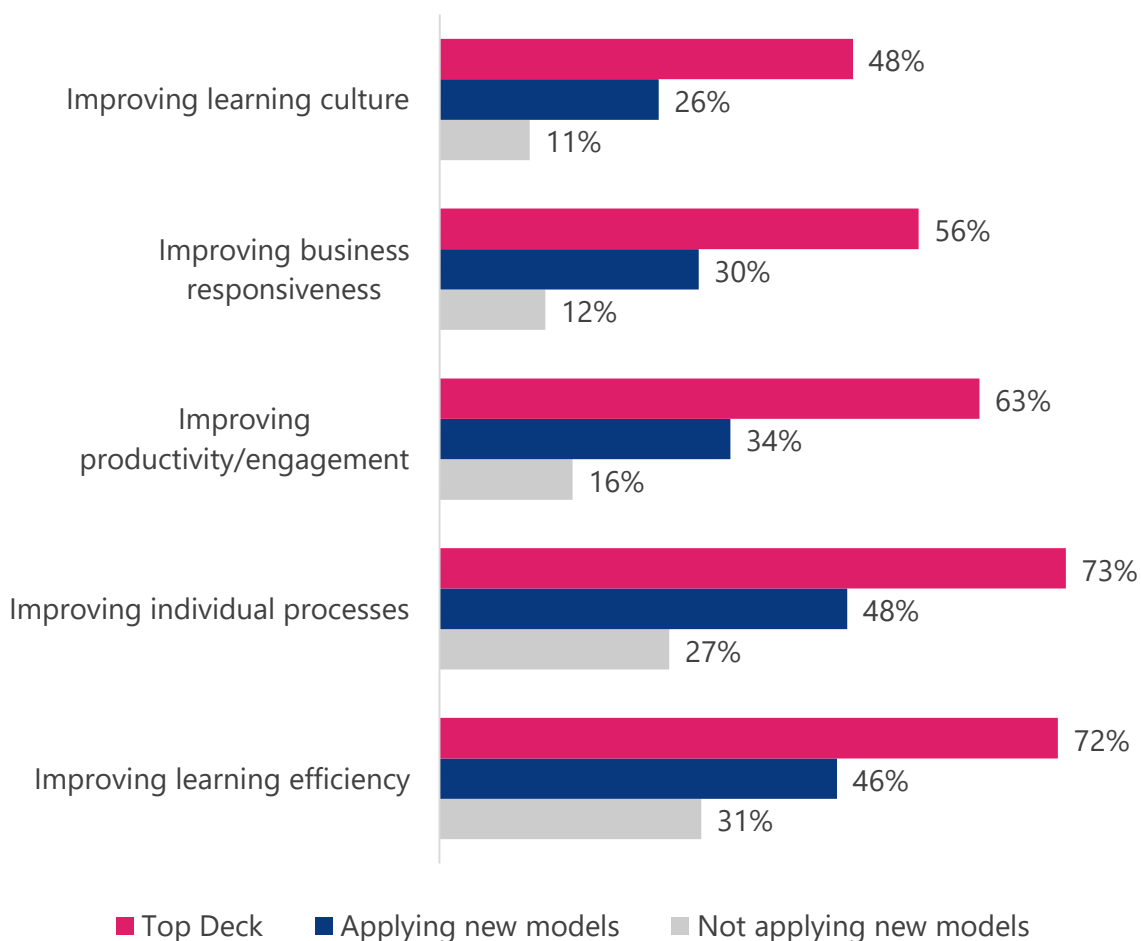 48%
Improving learning culture
26%
11%
56%
Improving business
responsiveness
30%
12%
63%
Improving
productivity/engagement
34%
16%
73%
Improving individual processes
48%
27%
72%
Improving learning efficiency
46%
31%
Top Deck Applying new models Not applying new models